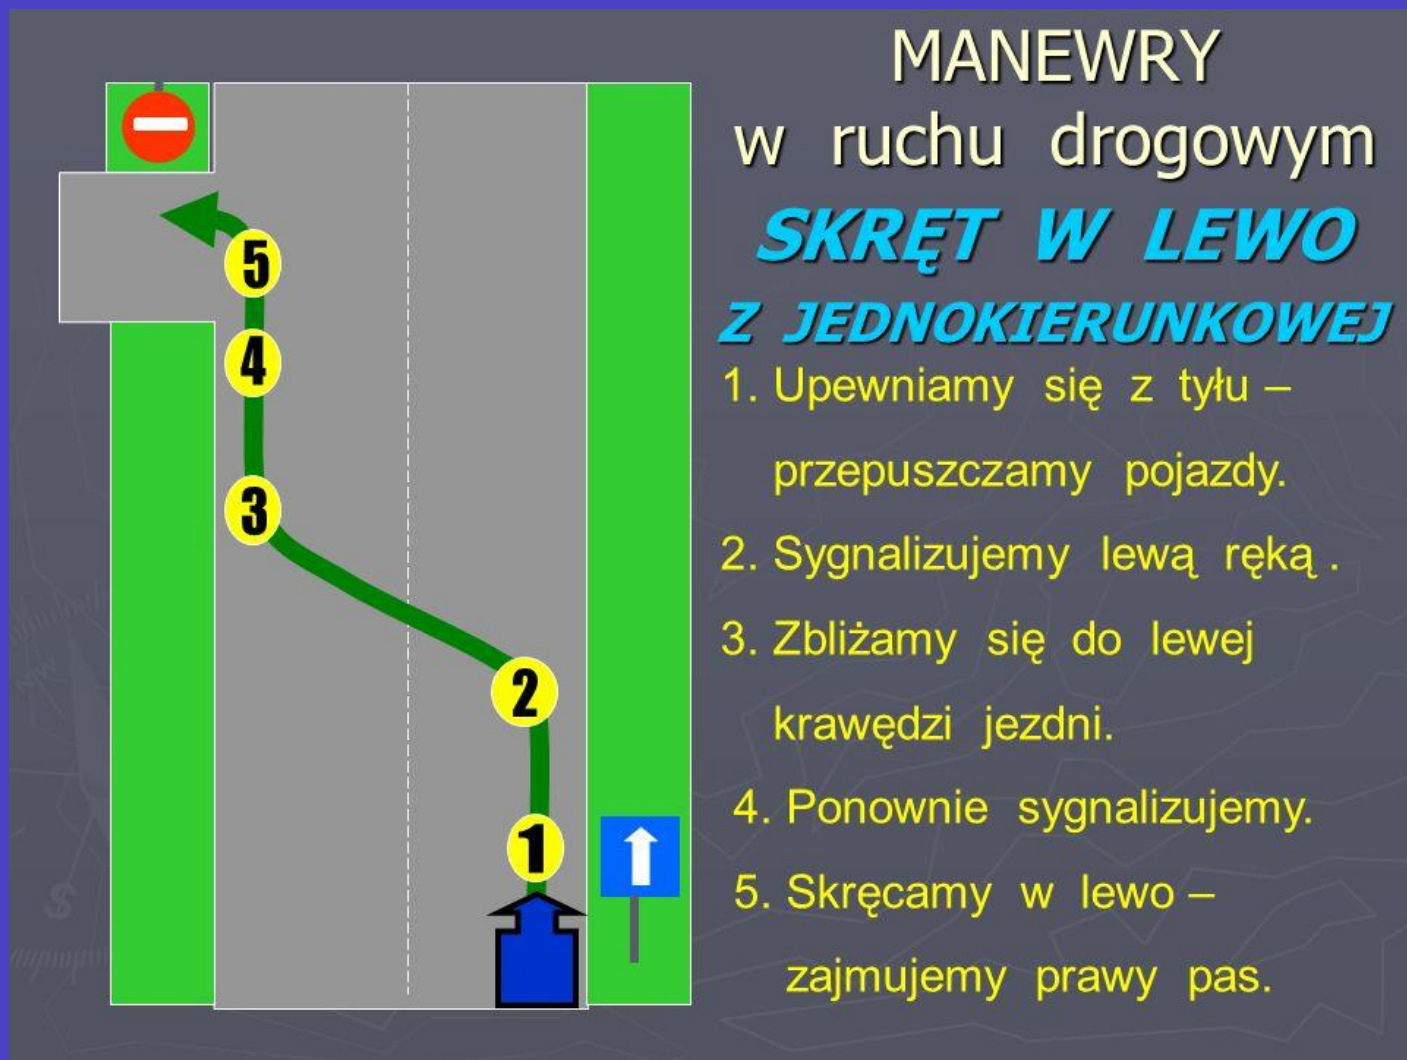 MANEWRY
w ruchu drogowym
SKRĘT W LEWO
Z JEDNOKIERUNKOWEJ
1. Upewniamy się z tyłu –
przepuszczamy pojazdy.
2. Sygnalizujemy lewą ręką .
3. Zbliżamy się do lewej
krawędzi jezdni.
4. Ponownie sygnalizujemy.
5. Skręcamy w lewo –
zajmujemy prawy pas.
5
4
3
2
1